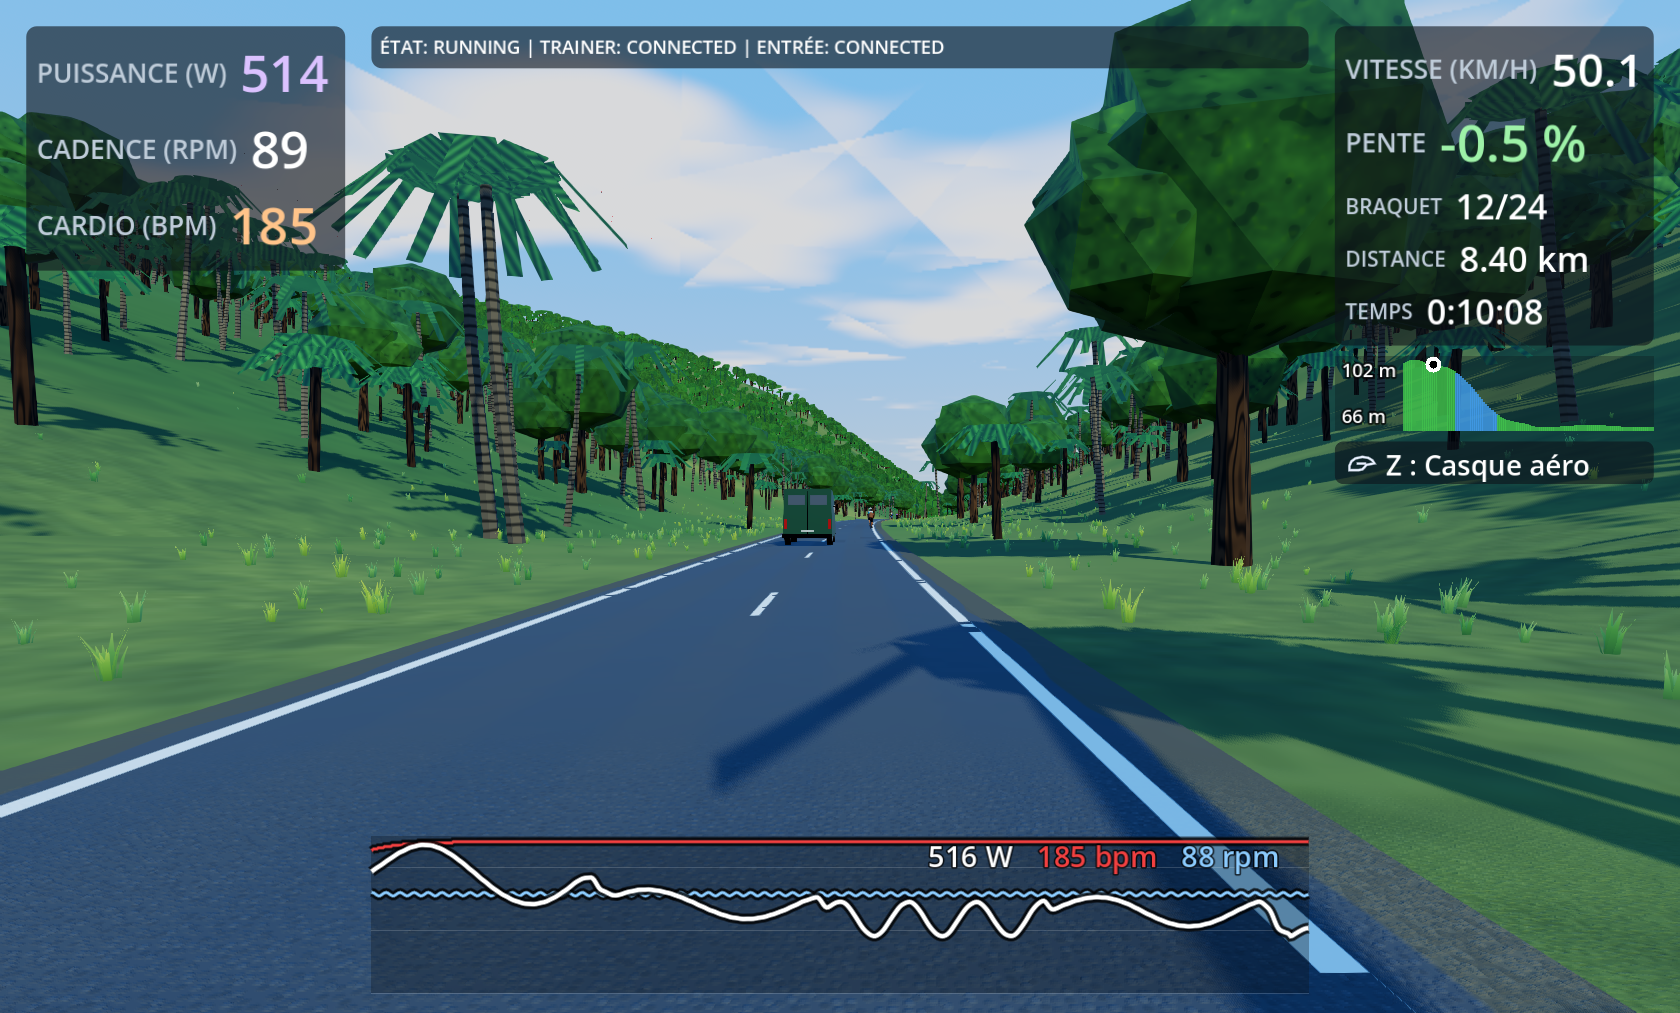 PUISSANCE (W) 514
CADENCE (RPM) 89
CARDIO (BPM) 185
ÉTAT: RUNNING | TRAINER: CONNECTED | ENTRÉE: CONNECTED
VITESSE (KM/H) 50.1
PENTE -0.5 %
BRAQUET 12/24
DISTANCE 8.40 km
TEMPS 0:10:08
102 m
66 m
Z : Casque aéro
516 W 185 bpm 88 rpm